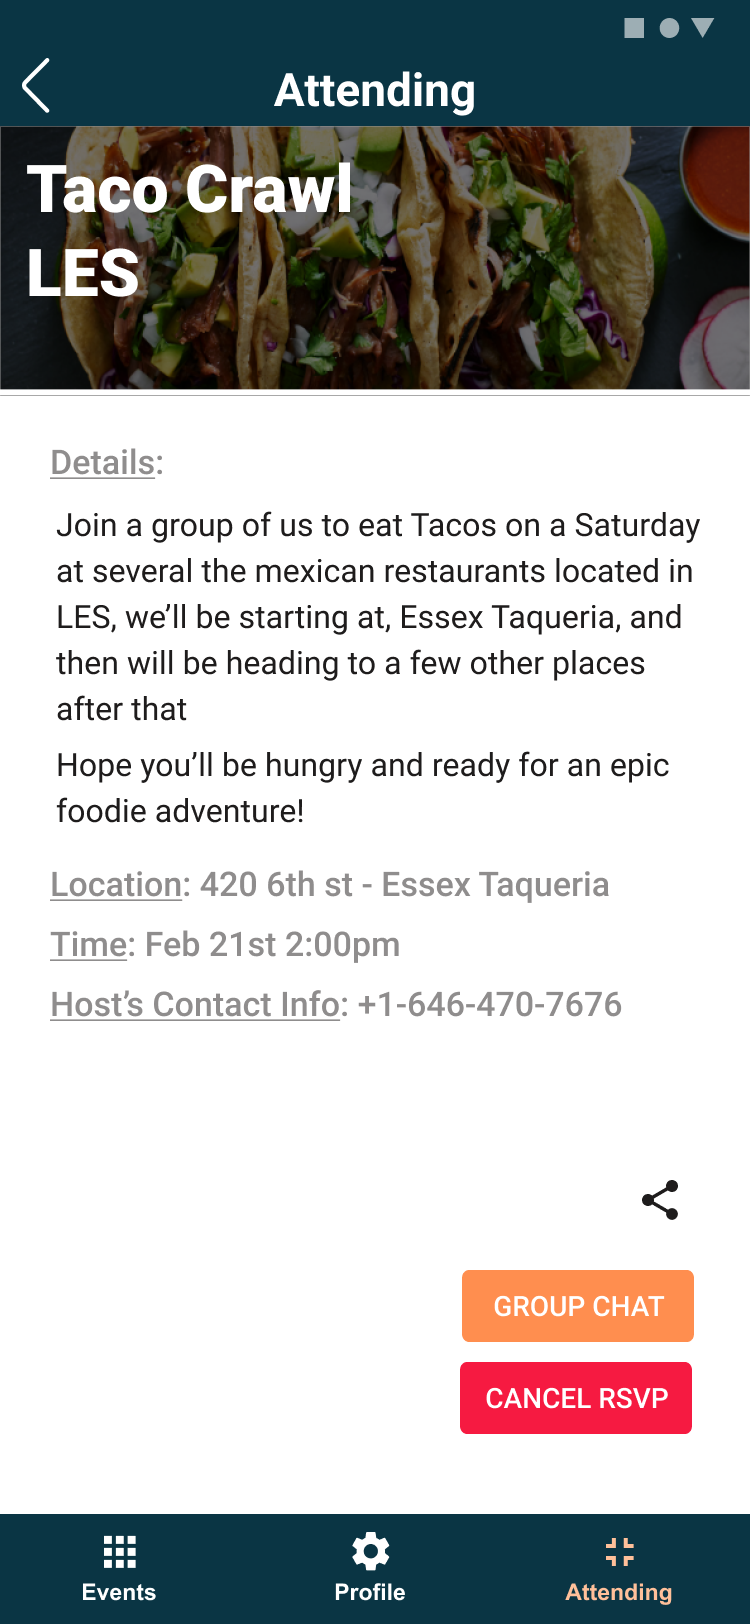 Attending
Taco Crawl
LES
Details:
Join a group of us to eat Tacos on a Saturday
at several the mexican restaurants located in
LES, we’ll be starting at, Essex Taqueria, and
then will be heading to a few other places
after that
Hope you’ll be hungry and ready for an epic
foodie adventure!
Location: 420 6th st - Essex Taqueria
Time: Feb 21st 2:00pm
Host’s Contact Info: +1-646-470-7676
GROUP CHAT
CANCEL RSVP
Events Profile Attending